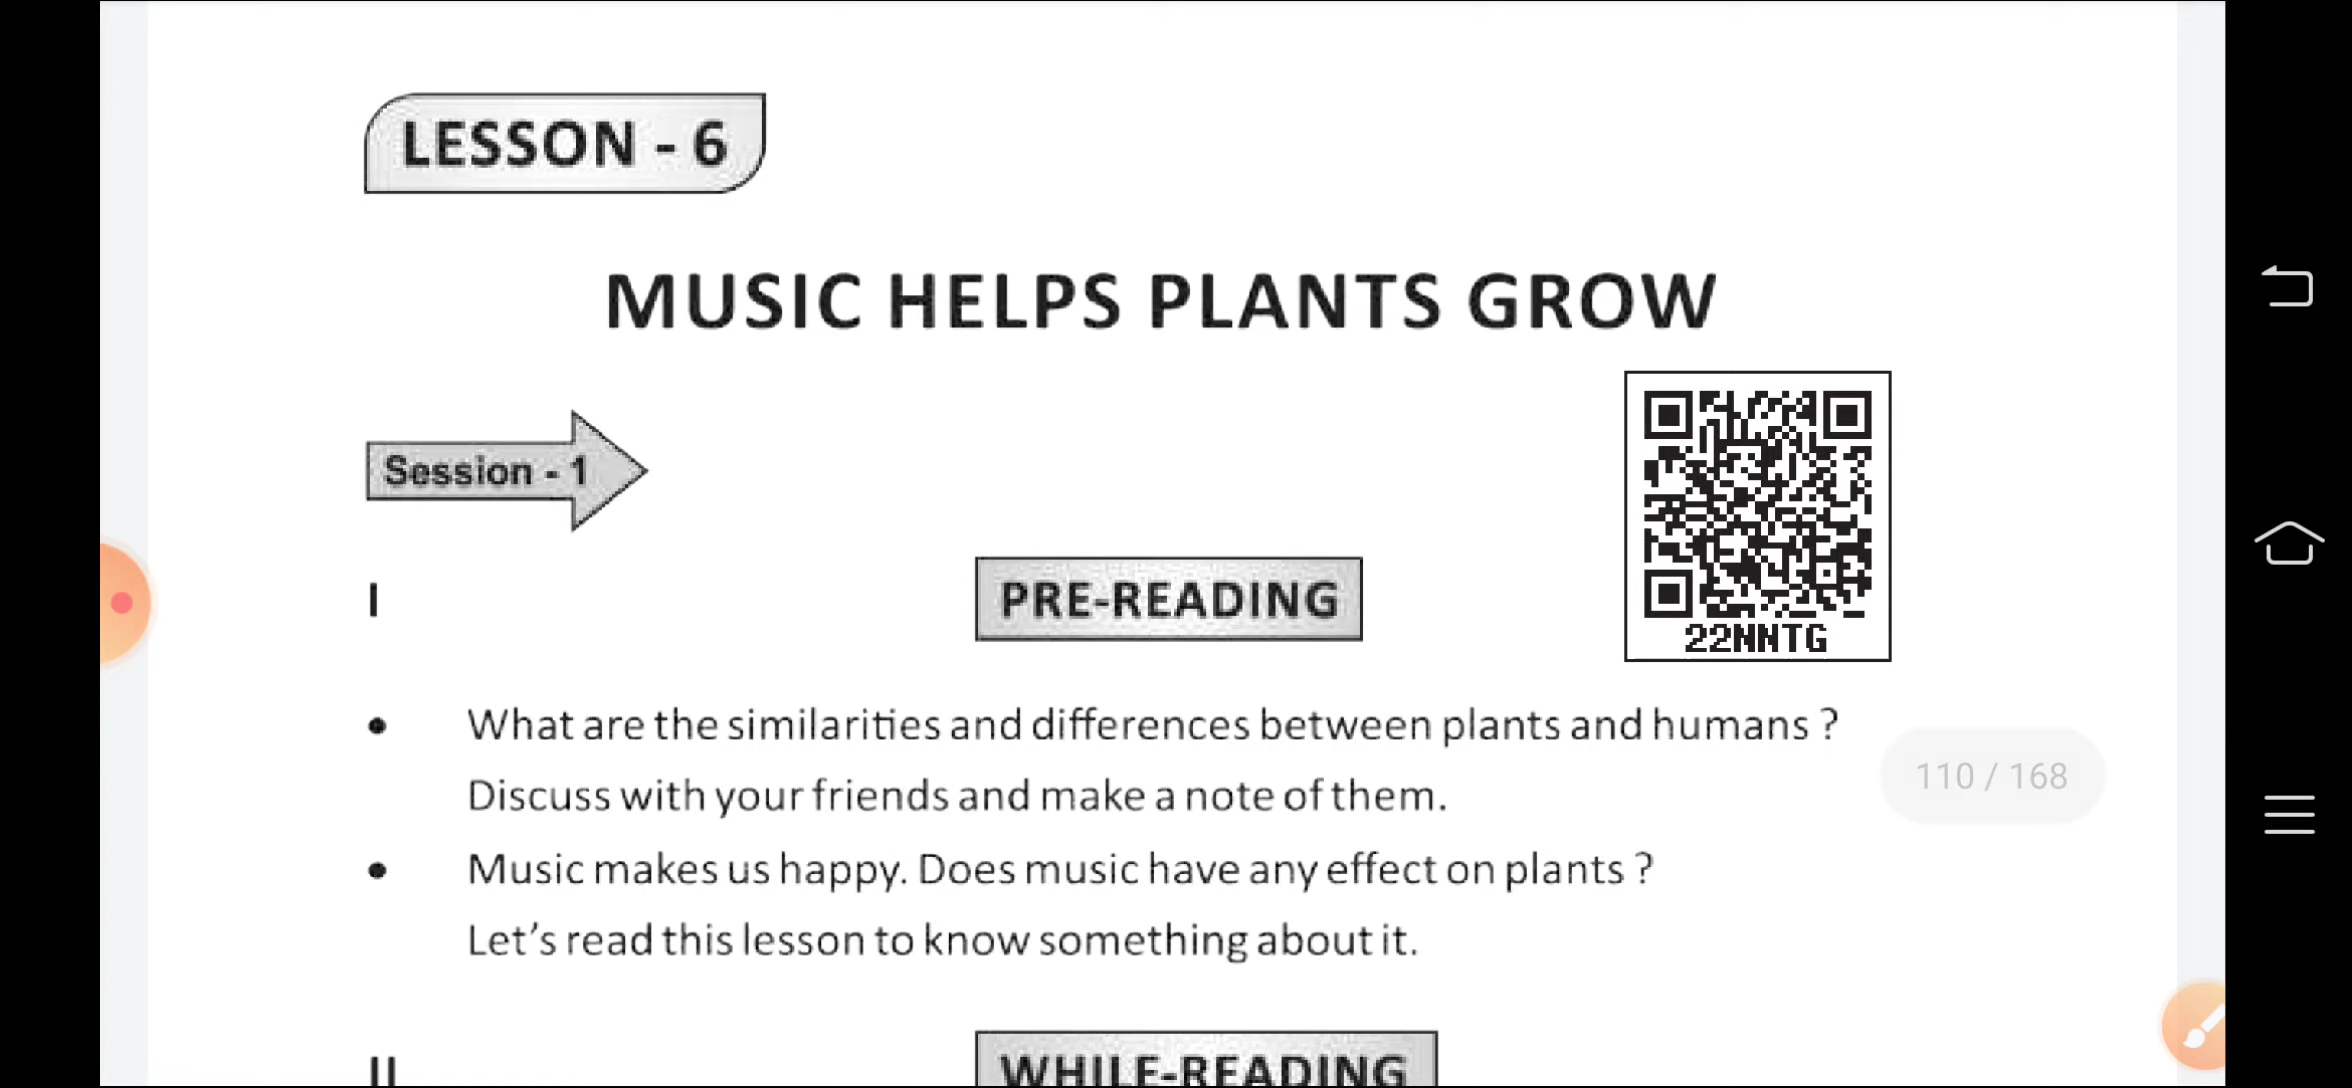 LESSON - 6
MUSIC HELPS PLANTS GROW
Session - 1
I
PRE-READING
22NNTG
• What are the similarities and differences between plants and humans ?
Discuss with your friends and make a note of them.
110 / 168
• Music makes us happy. Does music have any effect on plants ?
Let’s read this lesson to know something about it.
II
WHILE-READING